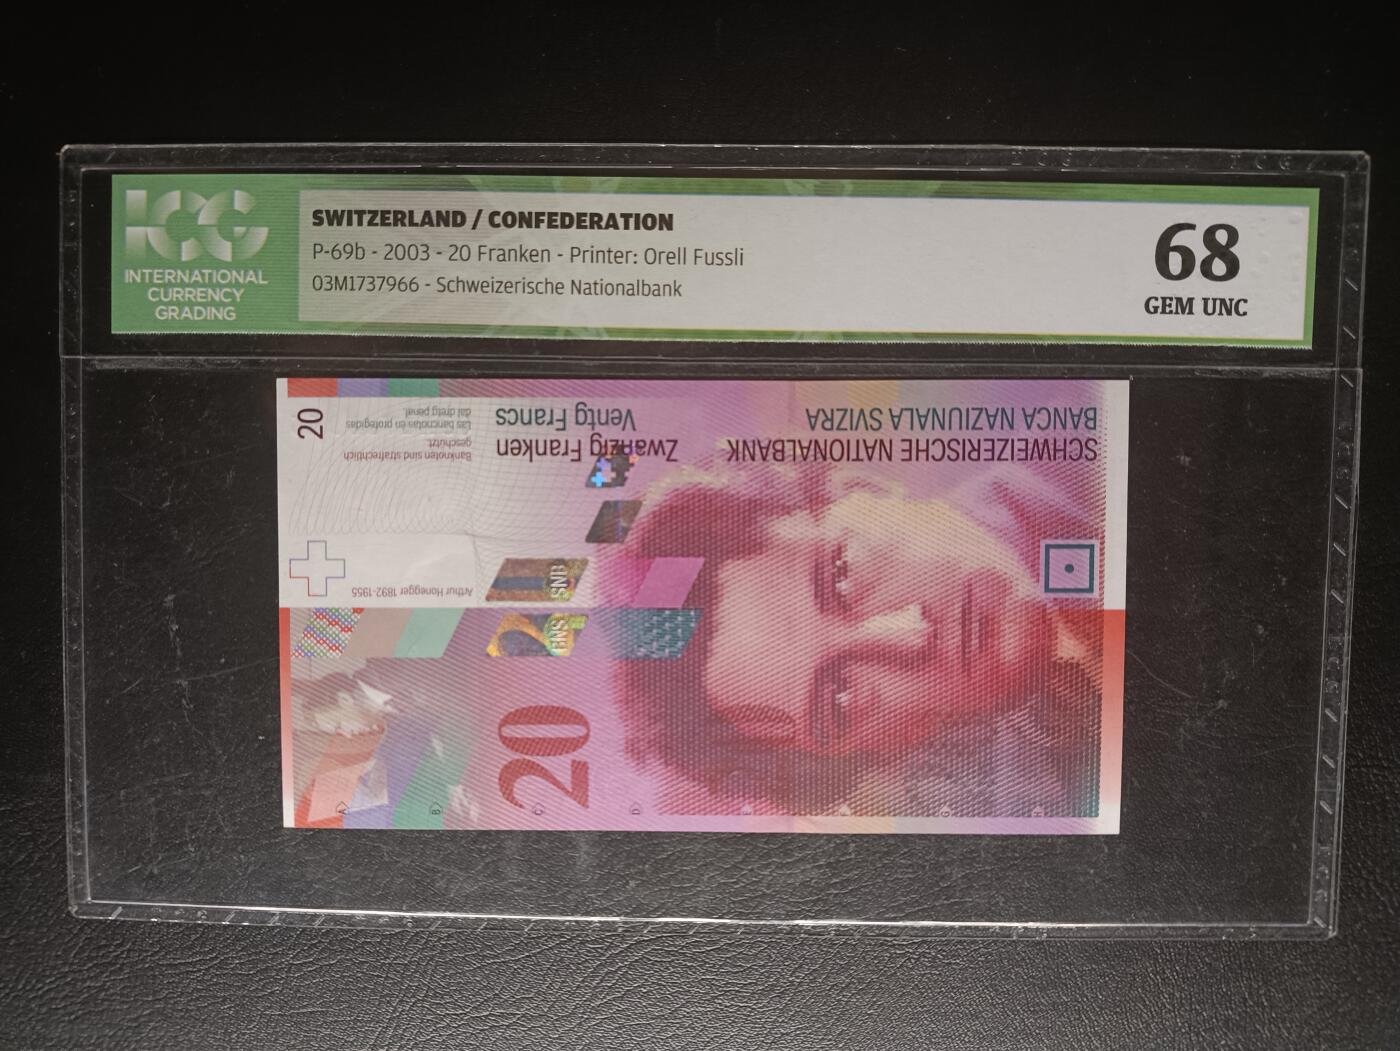 ICG
INTERNATIONAL
CURRENCY
GRADING
SWITZERLAND / CONFEDERATION
P-69b - 2003 - 20 Franken - Printer: Orell Fussli
03M1737966 - Schweizerische Nationalbank
68
GEM UNC
SCHWEIZERISCHE NATIONALBANK
BANCA NAZIUNALA SVIZRA
Zwanzig Franken
Ventg Francs
Banknoten sind strafrechtlich
geschützt.
Las bancnotas èn protegidas
dal dretg penal.
20
Arthur Honegger 1892-1955
SNB
BNS
20
A
B
C
D
E
F
G
H